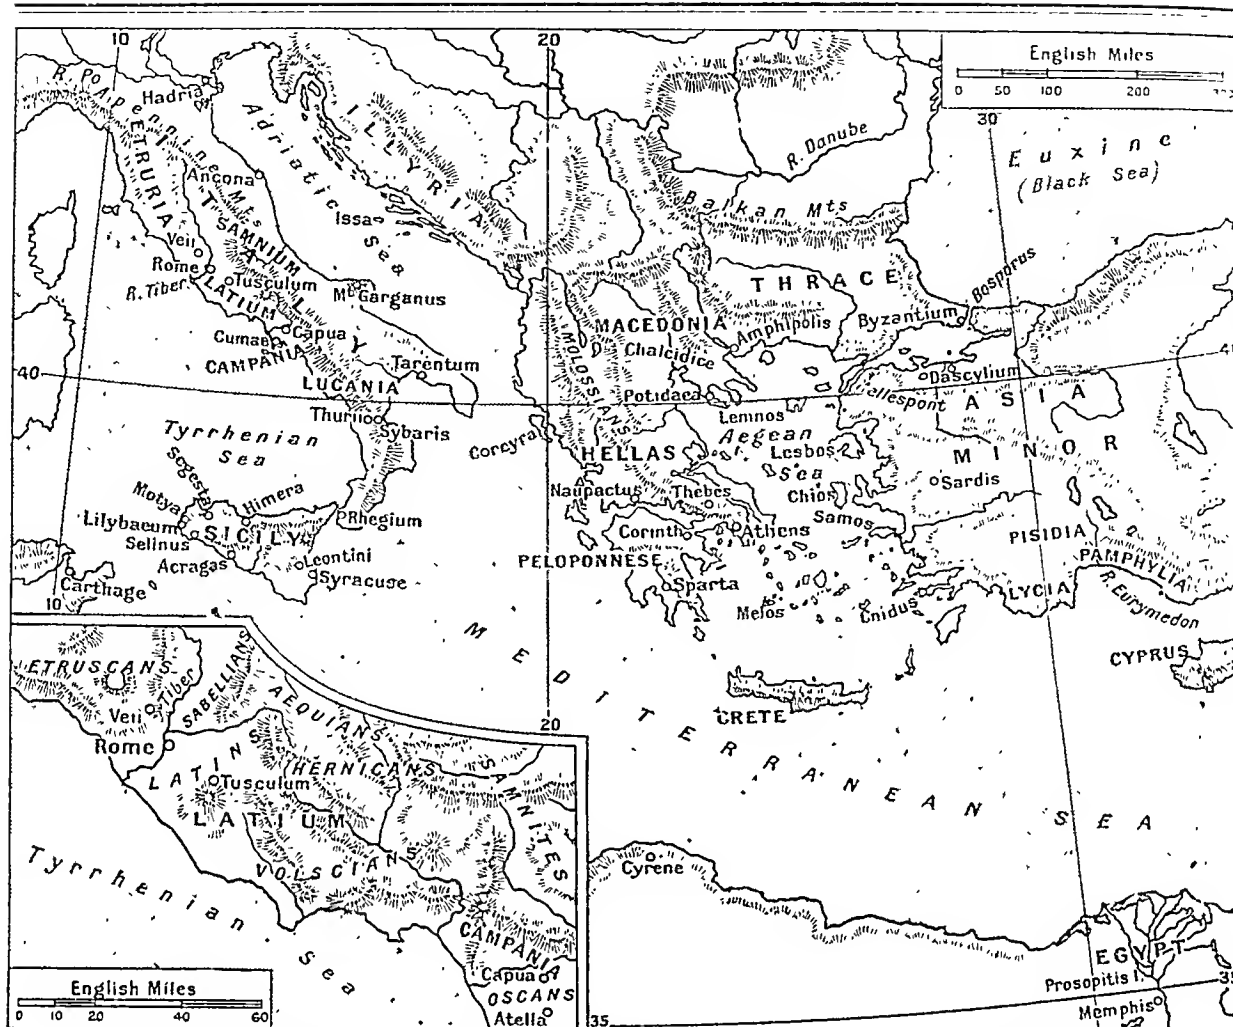 10
20
English Miles
0 50 100 200 300
30
R. Po
Hadria
Apennine Mts
ETRURIA
ITALY
Adriatic Sea
ILLYRIA
R. Danube
Euxine
(Black Sea)
Ancona
Issa
Balkan Mts
SAMNIUM
Veii
Rome
Tusculum
R. Tiber
LATIUM
Mt Garganus
THRACE
Bosporus
MACEDONIA
Amphipolis
Byzantium
Cumae
Capua
CAMPANIA
MOLOSSIANS
Chalcidice
40
Tarentum
LUCANIA
Dascylium
40
Potidaea
Lemnos
Hellespont
ASIA
MINOR
Thurii
Sybaris
Tyrrhenian
Sea
Corcyra
HELLAS
Aegean
Sea
Lesbos
Segesta
Himera
Motya
Lilybaeum
Selinus
SICILY
Rhegium
Naupactus
Thebes
Chios
Sardis
Corinth
Athens
Samos
Acragas
Leontini
Syracuse
PELOPONNESE
PISIDIA
PAMPHYLIA
Carthage
10
Sparta
Melos
Cnidus
LYCIA
R. Eurymedon
MEDITERRANEAN SEA
CYPRUS
CRETE
20
ETRUSCANS
Tiber
SABELLIANS
AEQUIANS
Veii
Rome
LATINS
HERNICANS
SAMNITES
Tusculum
LATIUM
VOLSCIANS
Tyrrhenian Sea
CAMPANIA
Capua
OSCANS
Atella
English Miles
0 10 20 40 60
Cyrene
EGYPT
Prosopitis I.
35
35
Memphis